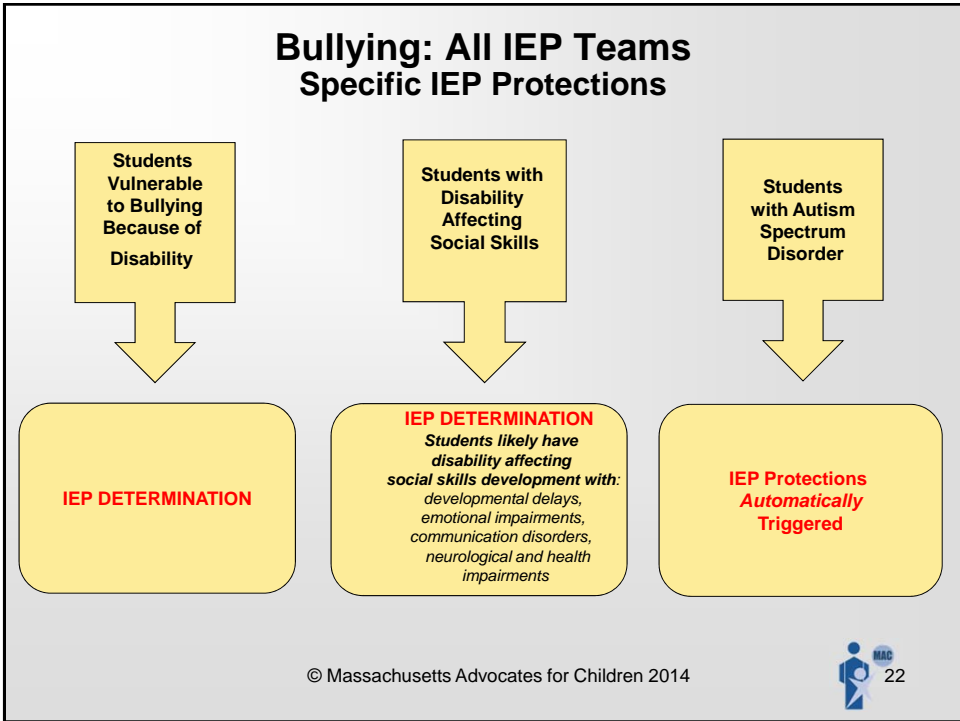 Bullying: All IEP Teams
Specific IEP Protections
Students
Vulnerable
to Bullying
Because of
Disability
IEP DETERMINATION
Students with
Disability
Affecting
Social Skills
IEP DETERMINATION
Students likely have
disability affecting
social skills development with:
developmental delays,
emotional impairments,
communication disorders,
neurological and health
impairments
Students
with Autism
Spectrum
Disorder
IEP Protections
Automatically
Triggered
© Massachusetts Advocates for Children 2014
MAC
22